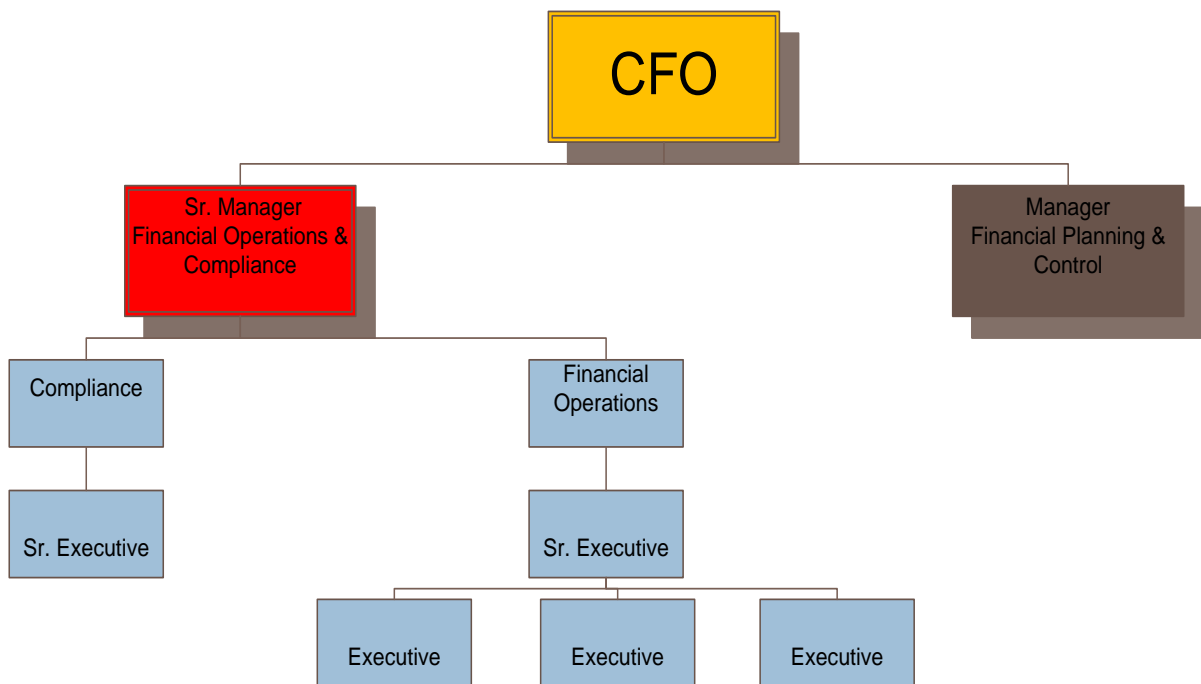 CFO
Sr. Manager
Financial Operations &
Compliance
Manager
Financial Planning &
Control
Compliance
Financial
Operations
Sr. Executive
Sr. Executive
Executive
Executive
Executive